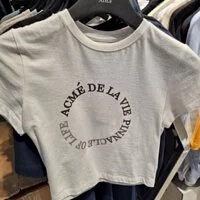 ACMÉ DE LA VIE PINNACLE OF LIFE